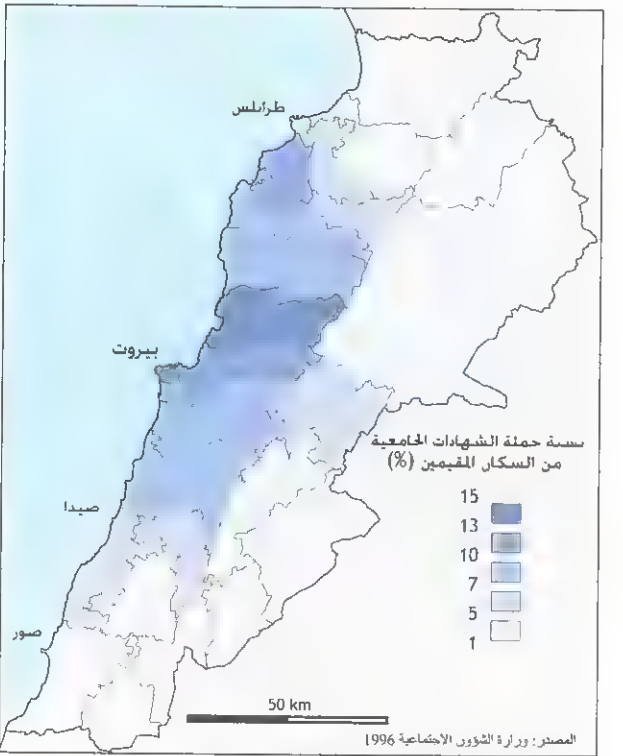 طرابلس
بيروت
صيدا
صور
نسبة حملة الشهادات الجامعية
من السكان المقيمين (%)
15
13
10
7
5
1
50 km
المصدر: وزارة الشؤون الاجتماعية 1996